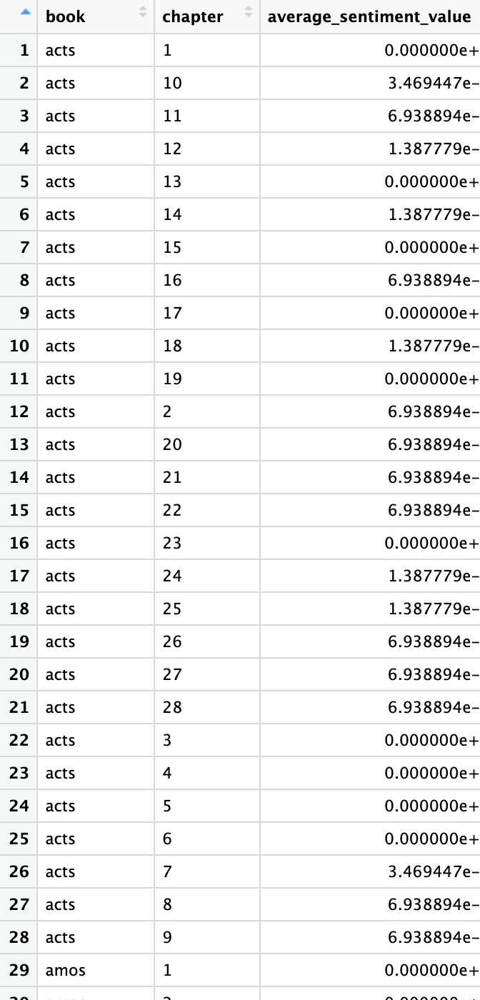 book chapter average_sentiment_value
1 acts 1 0.000000e+
2 acts 10 3.469447e-
3 acts 11 6.938894e-
4 acts 12 1.387779e-
5 acts 13 0.000000e+
6 acts 14 1.387779e-
7 acts 15 0.000000e+
8 acts 16 6.938894e-
9 acts 17 0.000000e+
10 acts 18 1.387779e-
11 acts 19 0.000000e+
12 acts 2 6.938894e-
13 acts 20 6.938894e-
14 acts 21 6.938894e-
15 acts 22 6.938894e-
16 acts 23 0.000000e+
17 acts 24 1.387779e-
18 acts 25 1.387779e-
19 acts 26 6.938894e-
20 acts 27 6.938894e-
21 acts 28 6.938894e-
22 acts 3 0.000000e+
23 acts 4 0.000000e+
24 acts 5 0.000000e+
25 acts 6 0.000000e+
26 acts 7 3.469447e-
27 acts 8 6.938894e-
28 acts 9 6.938894e-
29 amos 1 0.000000e+